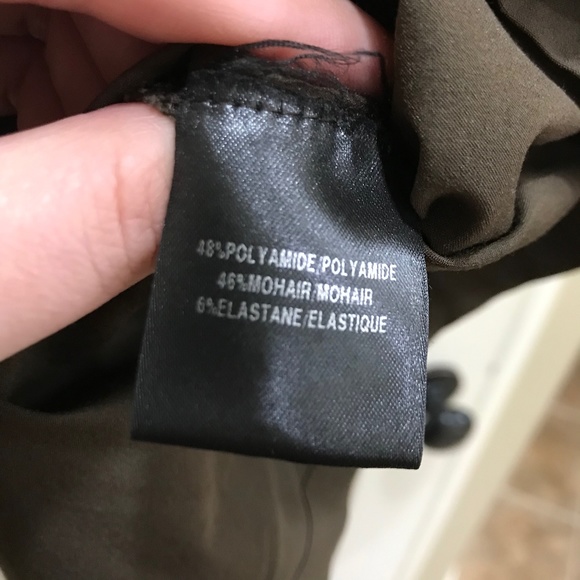 48%POLYAMIDE/POLYAMIDE
46%MOHAIR/MOHAIR
6%ELASTANE/ELASTIQUE